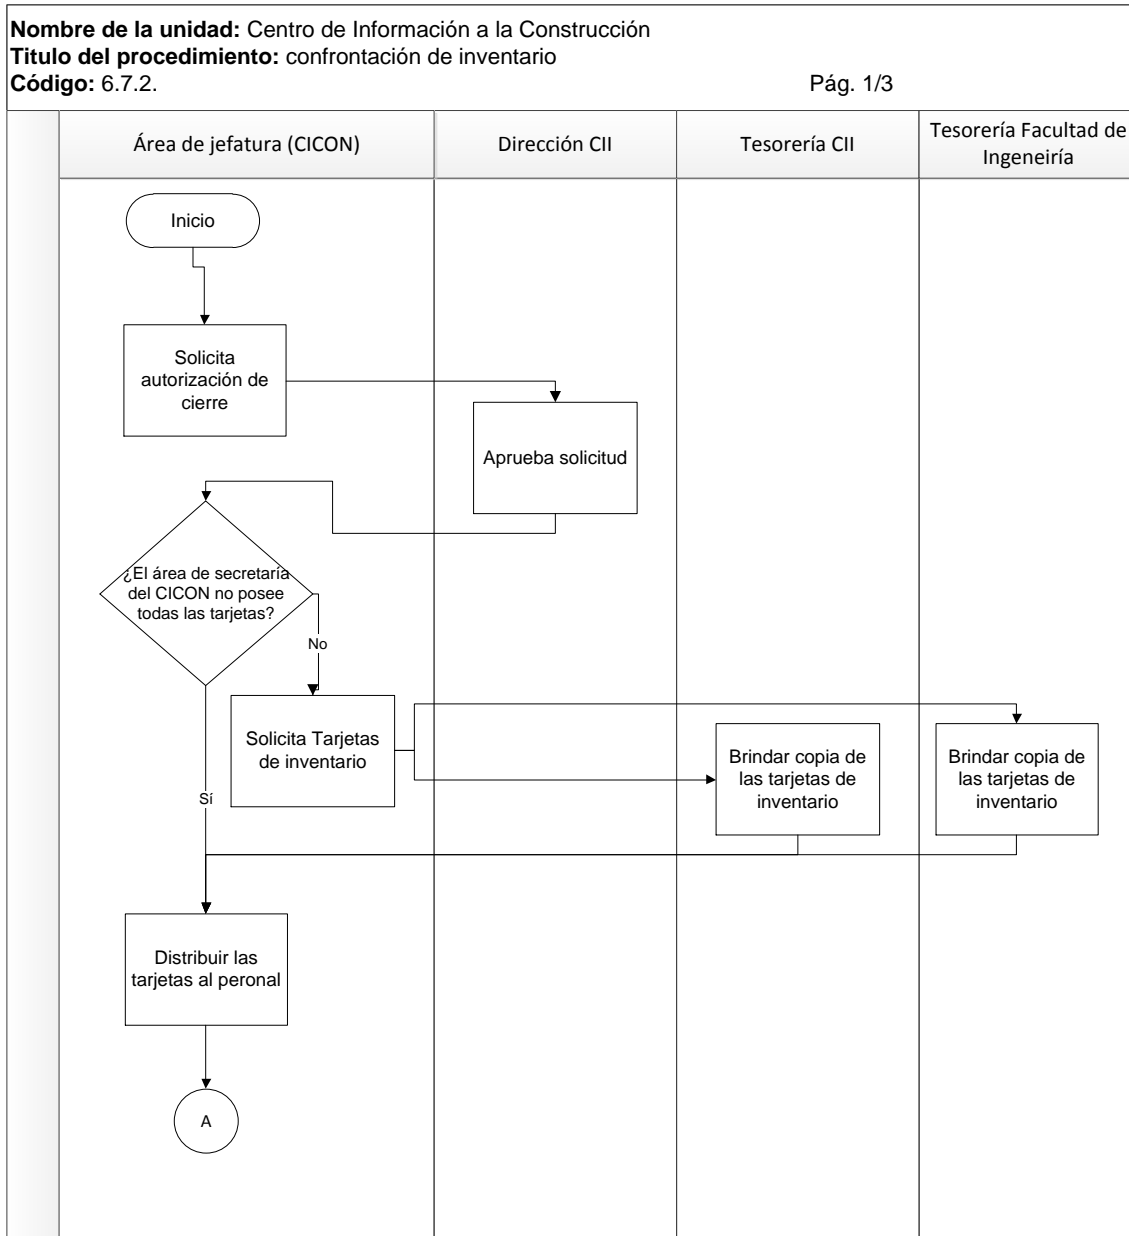 Nombre de la unidad: Centro de Información a la Construcción
Titulo del procedimiento: confrontación de inventario
Código: 6.7.2. Pág. 1/3
Área de jefatura (CICON)
Dirección CII
Tesorería CII
Tesorería Facultad de
Ingeneiría
Inicio
Solicita
autorización de
cierre
Aprueba solicitud
¿El área de secretaría
del CICON no posee
todas las tarjetas?
No
Solicita Tarjetas
de inventario
Brindar copia de
las tarjetas de
inventario
Brindar copia de
las tarjetas de
inventario
Sí
Distribuir las
tarjetas al peronal
A